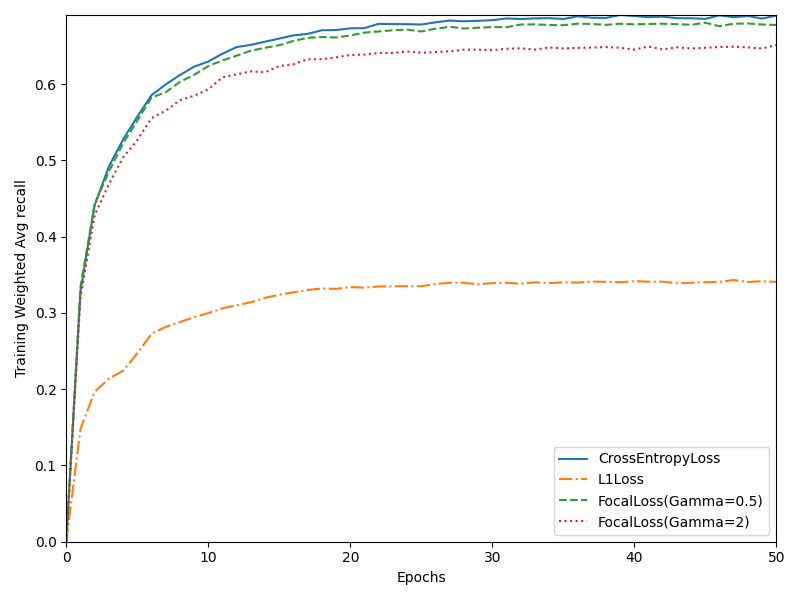 Training Weighted Avg recall
0.6
0.5
0.4
0.3
0.2
0.1
0.0
0
10
20
30
40
50
Epochs
CrossEntropyLoss
L1Loss
FocalLoss(Gamma=0.5)
FocalLoss(Gamma=2)